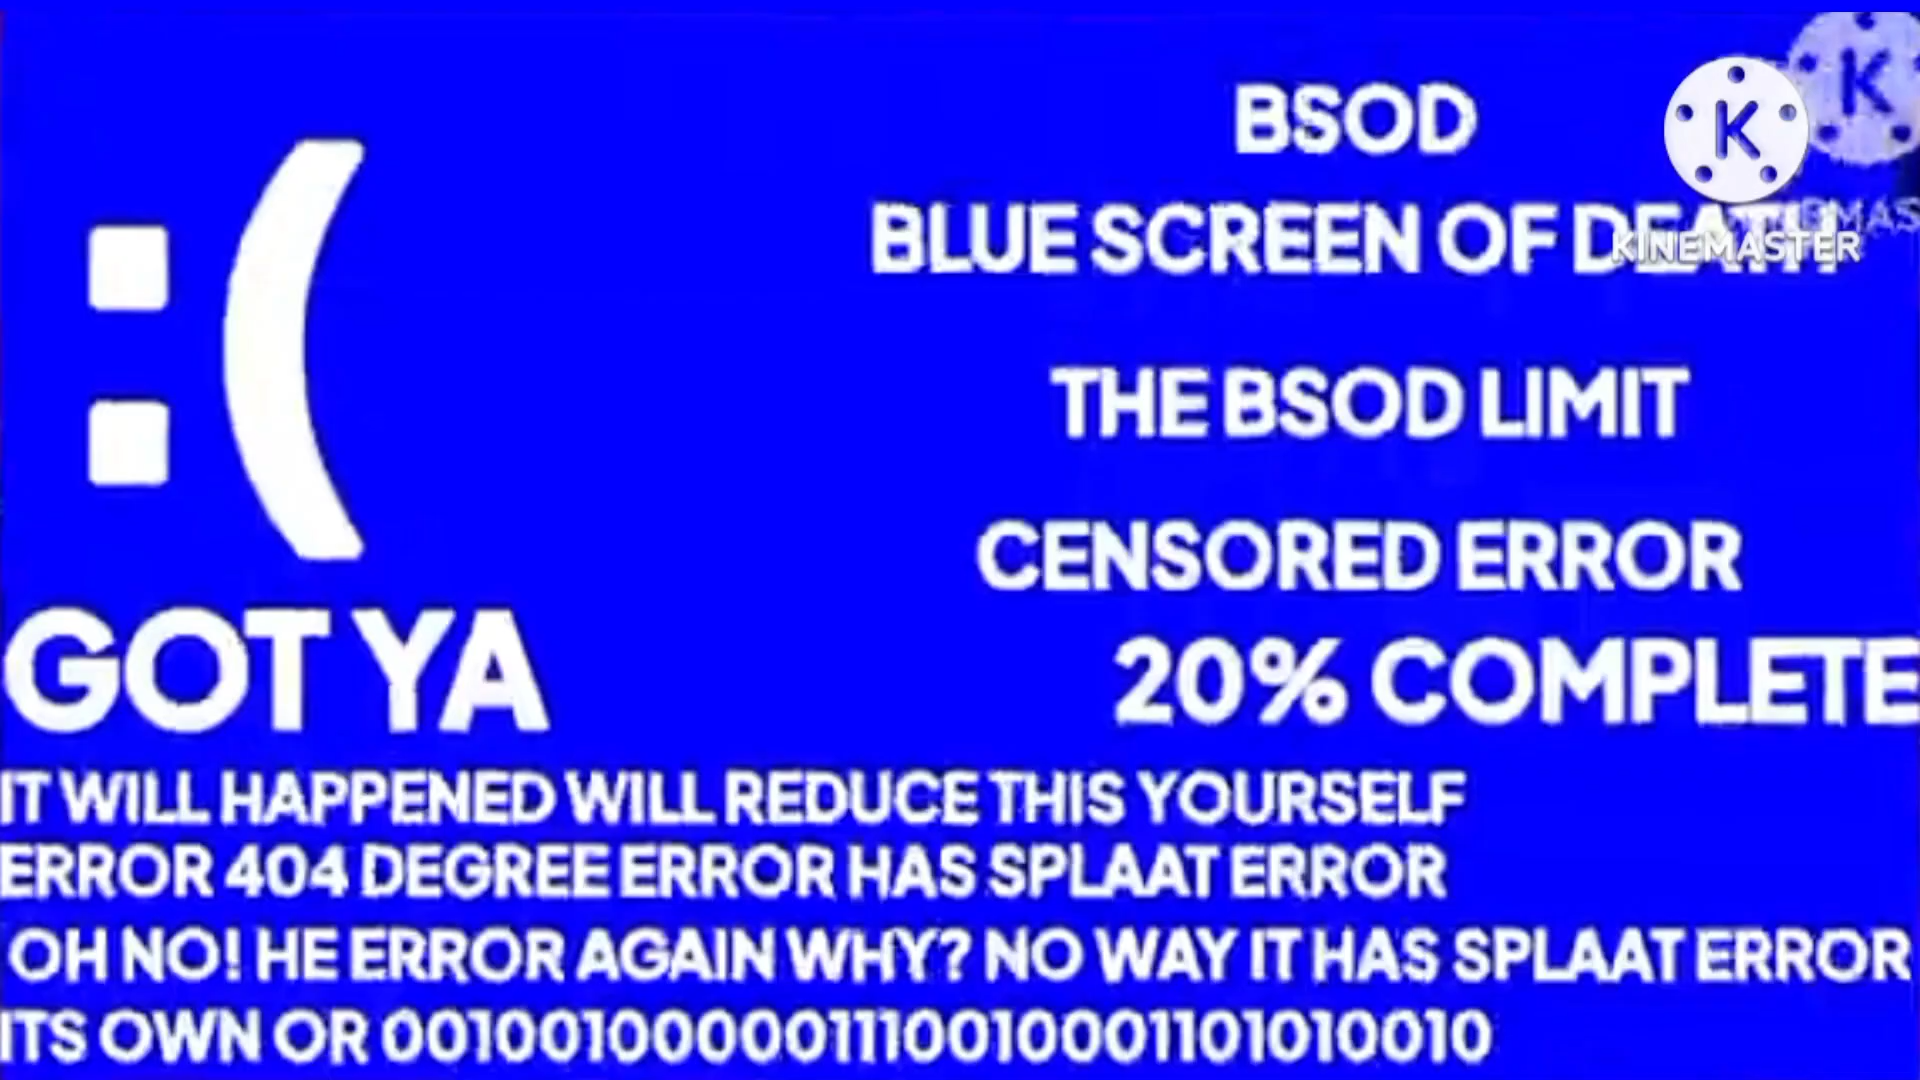 BSOD
BLUE SCREEN OF
KINEMASTER
THE BSOD LIMIT
CENSORED ERROR
:(
GOT YA
20% COMPLETE
IT WILL HAPPENED WILL REDUCE THIS YOURSELF
ERROR 404 DEGREE ERROR HAS SPLAAT ERROR
OH NO! HE ERROR AGAIN WHY? NO WAY IT HAS SPLAAT ERROR
ITS OWN OR 0010010000001110010001101010010